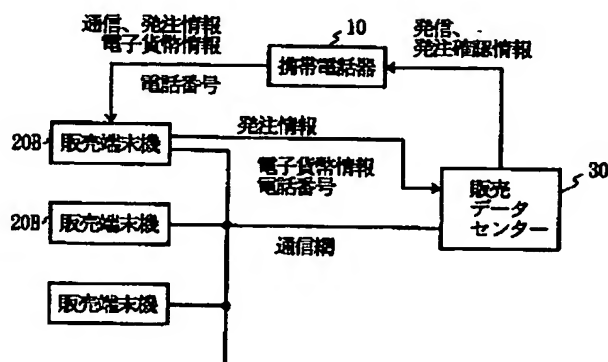 通信、発注情報
電子貨幣情報
電話番号
10
携帯電話器
発信、
発注確認情報
20B
販売端末機
発注情報
電子貨幣情報
電話番号
30
販売
データ
センター
20B
販売端末機
通信網
販売端末機